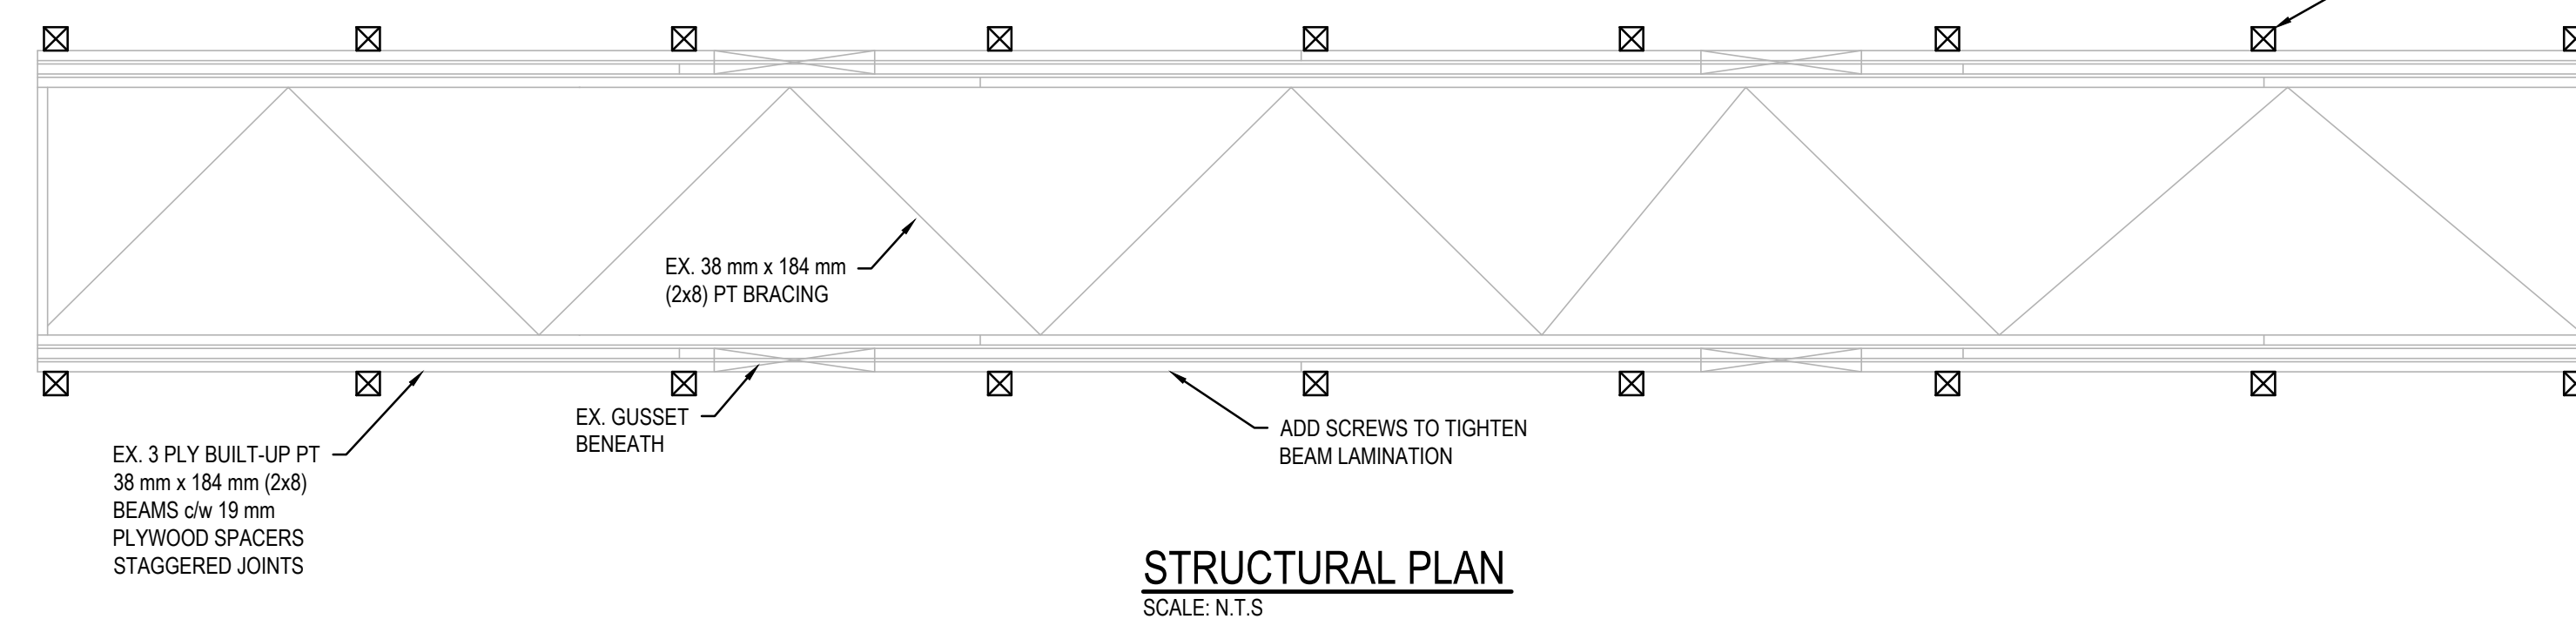 EX. 38 mm x 184 mm
(2x8) PT BRACING
EX. GUSSET
BENEATH
ADD SCREWS TO TIGHTEN
BEAM LAMINATION
EX. 3 PLY BUILT-UP PT
38 mm x 184 mm (2x8)
BEAMS c/w 19 mm
PLYWOOD SPACERS
STAGGERED JOINTS
STRUCTURAL PLAN
SCALE: N.T.S